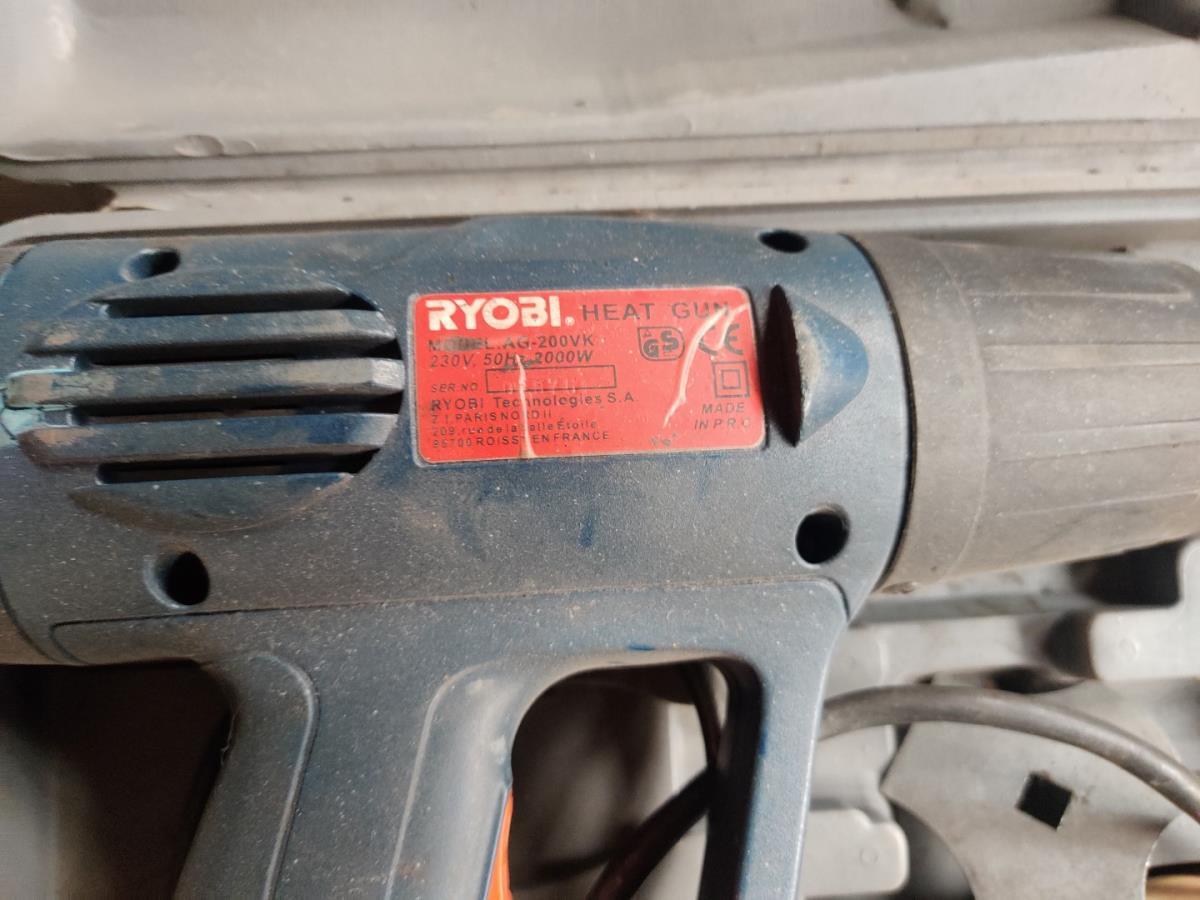 RYOBI. HEAT GUN
MODEL: AG-200VK
230V, 50Hz 2000W
GS CE
SER.NO
RYOBI Technologies S.A
Z I PARIS NORD II
209, rue de la Belle Étoile
95700 ROISSY EN FRANCE
MADE
IN P.R.C